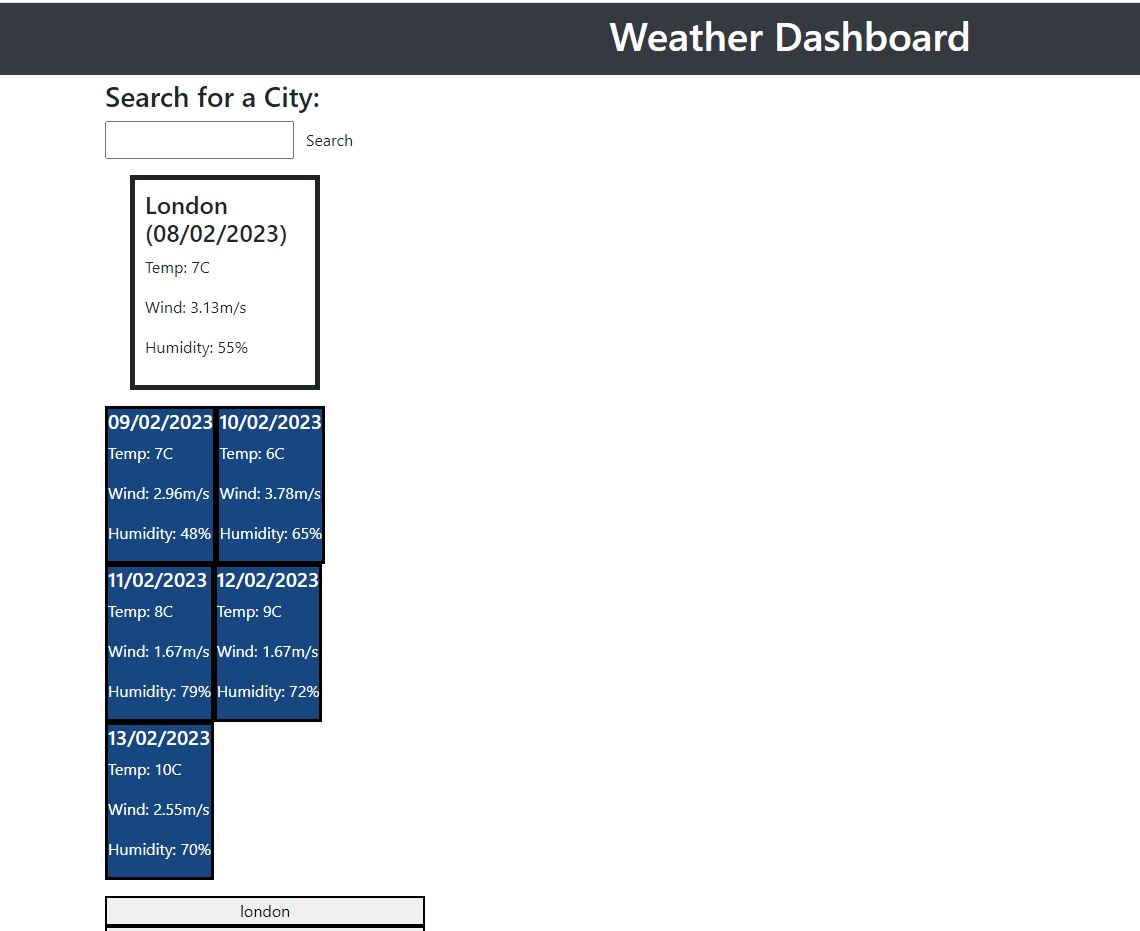 Weather Dashboard
Search for a City:
Search
London
(08/02/2023)
Temp: 7C
Wind: 3.13m/s
Humidity: 55%
09/02/2023
Temp: 7C
Wind: 2.96m/s
Humidity: 48%
10/02/2023
Temp: 6C
Wind: 3.78m/s
Humidity: 65%
11/02/2023
Temp: 8C
Wind: 1.67m/s
Humidity: 79%
12/02/2023
Temp: 9C
Wind: 1.67m/s
Humidity: 72%
13/02/2023
Temp: 10C
Wind: 2.55m/s
Humidity: 70%
london